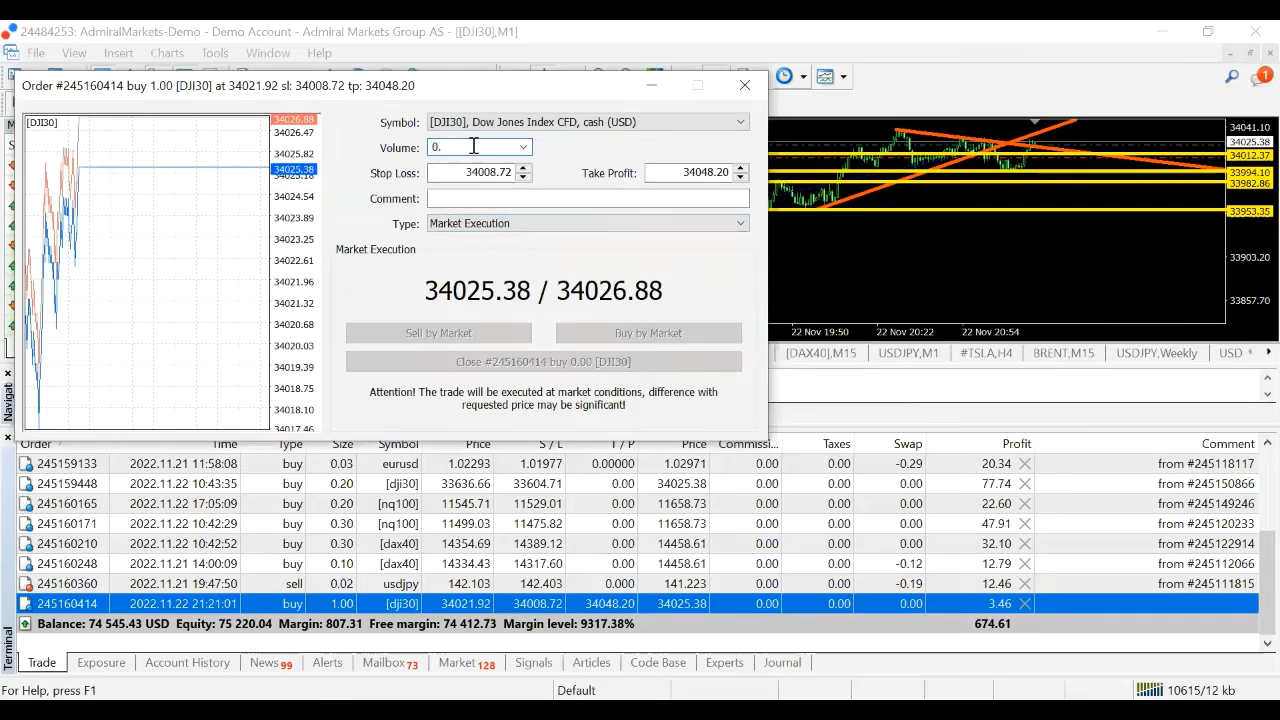 24484253: AdmiralMarkets-Demo - Demo Account - Admiral Markets Group AS - [[DJI30],M1]
File View Insert Charts Tools Window Help
1
Order #245160414 buy 1.00 [DJI30] at 34021.92 sl: 34008.72 tp: 34048.20
[DJI30]
34026.88
34026.47
34025.82
34025.38
34024.54
34023.89
34023.25
34022.61
34021.96
34021.32
34020.68
34020.03
34019.39
34018.75
34018.10
34017.46
Symbol: [DJI30], Dow Jones Index CFD, cash (USD)
Volume: 0.
Stop Loss: 34008.72 Take Profit: 34048.20
Comment:
Type: Market Execution
Market Execution
34025.38 / 34026.88
Sell by Market Buy by Market
Close #245160414 buy 0.00 [DJI30]
Attention! The trade will be executed at market conditions, difference with
requested price may be significant!
34041.10
34025.38
34012.37
33994.10
33982.86
33953.35
33903.20
33857.70
22 Nov 19:50 22 Nov 20:22 22 Nov 20:54
[DAX40],M15 USDJPY,M1 #TSLA,H4 BRENT,M15 USDJPY,Weekly USD
Navigat
Order Time Type Size Symbol Price S / L T / P Price Commissi... Taxes Swap Profit Comment
245159133 2022.11.21 11:58:08 buy 0.03 eurusd 1.02293 1.01977 0.00000 1.02971 0.00 0.00 -0.29 20.34 from #245118117
245159448 2022.11.22 10:43:35 buy 0.20 [dji30] 33636.66 33604.71 0.00 34025.38 0.00 0.00 0.00 77.74 from #245150866
245160165 2022.11.22 17:05:09 buy 0.20 [nq100] 11545.71 11529.01 0.00 11658.73 0.00 0.00 0.00 22.60 from #245149246
245160171 2022.11.22 10:42:29 buy 0.30 [nq100] 11499.03 11475.82 0.00 11658.73 0.00 0.00 0.00 47.91 from #245120233
245160210 2022.11.22 10:42:52 buy 0.30 [dax40] 14354.69 14389.12 0.00 14458.61 0.00 0.00 0.00 32.10 from #245122914
245160248 2022.11.21 14:00:09 buy 0.10 [dax40] 14334.43 14317.60 0.00 14458.61 0.00 0.00 -0.12 12.79 from #245112066
245160360 2022.11.22 19:47:50 sell 0.02 usdjpy 142.103 142.403 0.000 141.223 0.00 0.00 -0.19 12.46 from #245111815
245160414 2022.11.22 21:21:01 buy 1.00 [dji30] 34021.92 34008.72 34048.20 34025.38 0.00 0.00 0.00 3.46
Balance: 74 545.43 USD Equity: 75 220.04 Margin: 807.31 Free margin: 74 412.73 Margin level: 9317.38% 674.61
Terminal
Trade Exposure Account History News 99 Alerts Mailbox 73 Market 128 Signals Articles Code Base Experts Journal
For Help, press F1 Default 10615/12 kb